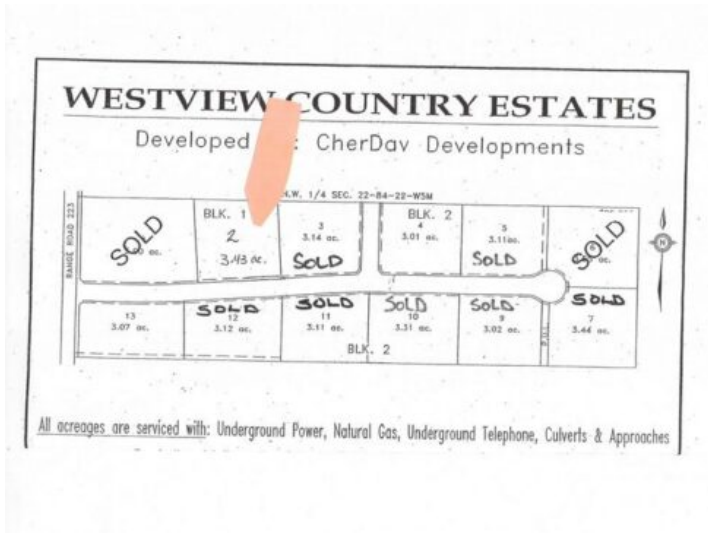 WESTVIEW COUNTRY ESTATES
Developed : CherDav Developments
N.W. 1/4 SEC. 22-84-22-W5M
RANGE ROAD 223
SOLD
ac.
BLK. 1
2
3.43 ac.
3
3.14 ac.
SOLD
BLK. 2
4
3.01 ac.
5
3.11ac.
SOLD
SOLD
ac.
13
3.07 ac.
SOLD
12
3.12 ac.
SOLD
11
3.11 ac.
SOLD
10
3.31 ac.
SOLD
9
3.02 ac.
SOLD
7
3.44 ac.
BLK. 2
P.U.L.
N
All acreages are serviced with: Underground Power, Natural Gas, Underground Telephone, Culverts & Approaches